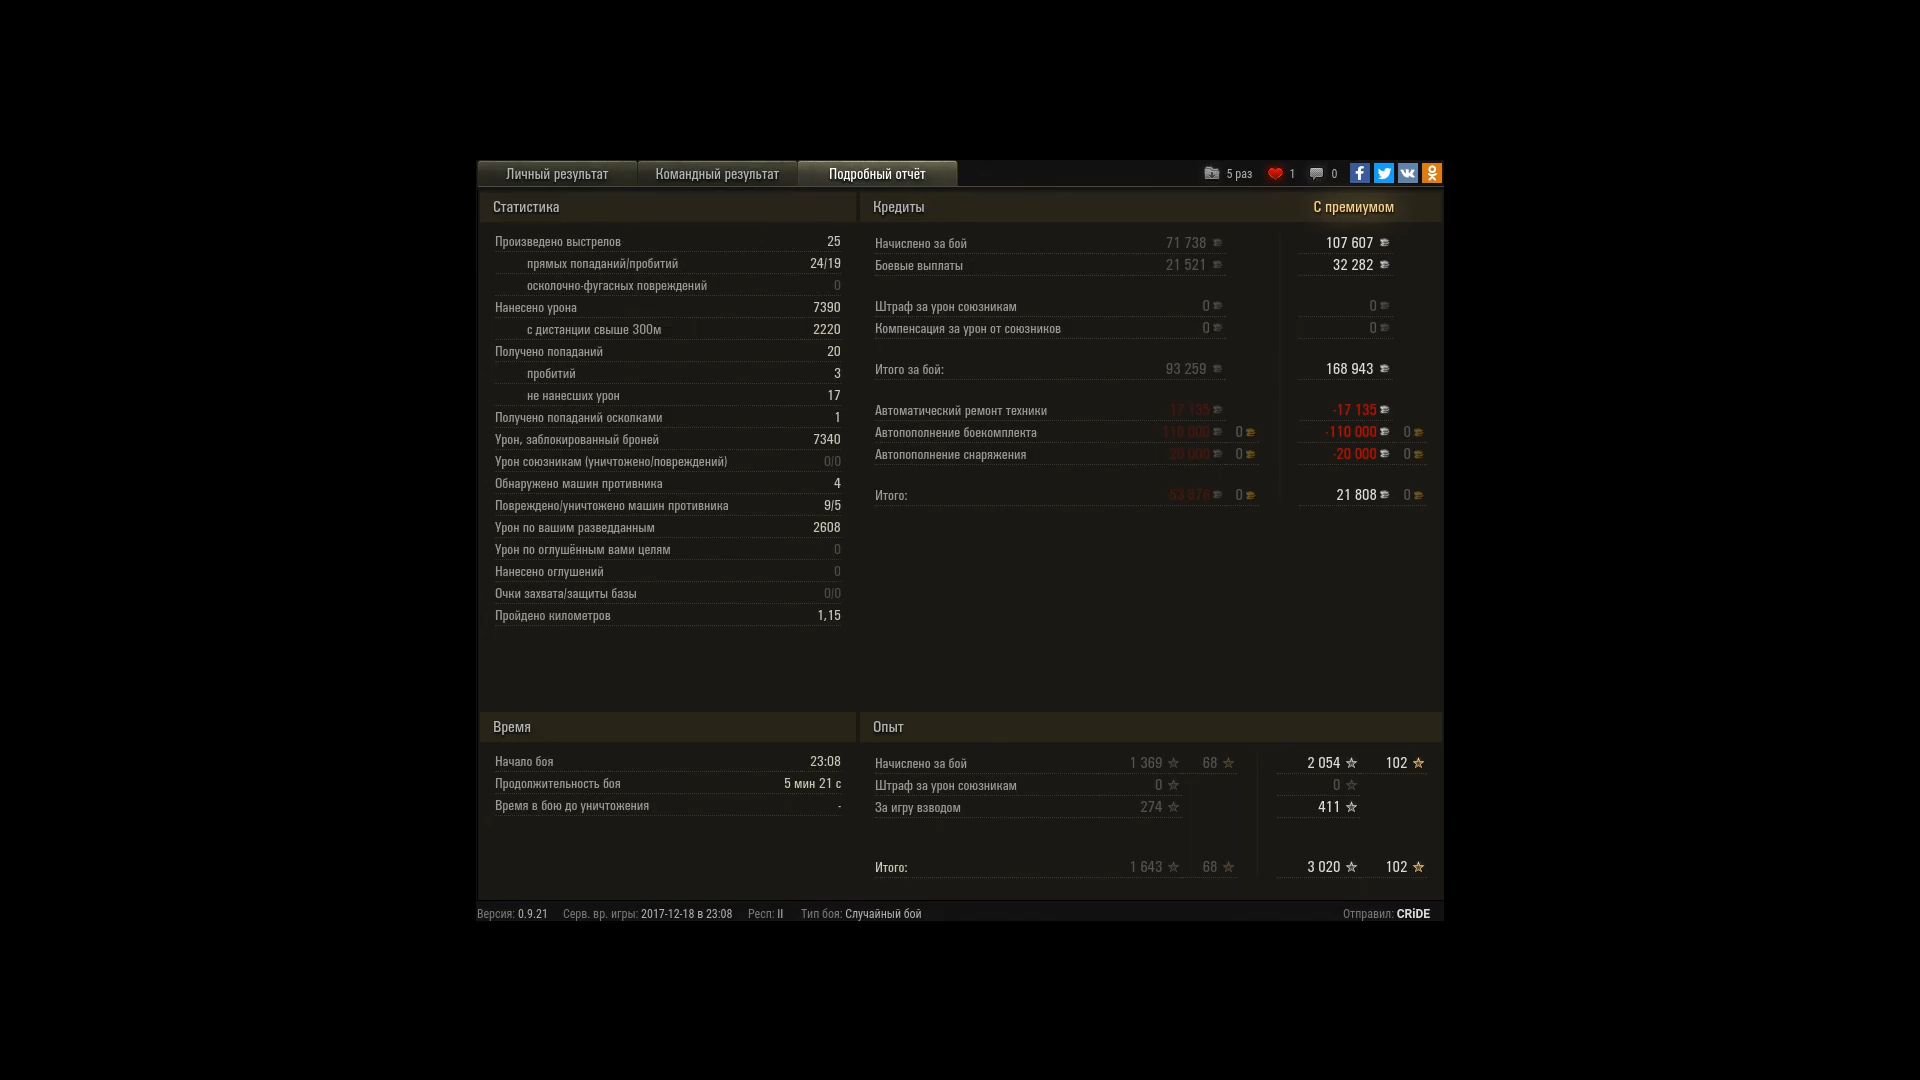 Личный результат Командный результат Подробный отчёт 5 раз 1 0
Статистика
Произведено выстрелов 25
прямых попаданий/пробитий 24/19
осколочно-фугасных повреждений 0
Нанесено урона 7390
с дистанции свыше 300м 2220
Получено попаданий 20
пробитий 3
не нанесших урон 17
Получено попаданий осколками 1
Урон, заблокированный броней 7340
Урон союзникам (уничтожено/повреждений) 0/0
Обнаружено машин противника 4
Повреждено/уничтожено машин противника 9/5
Урон по вашим разведданным 2608
Урон по оглушённым вами целям 0
Нанесено оглушений 0
Очки захвата/защиты базы 0/0
Пройдено километров 1,15
Кредиты С премиумом
Начислено за бой 71 738 107 607
Боевые выплаты 21 521 32 282
Штраф за урон союзникам 0 0
Компенсация за урон от союзников 0 0
Итого за бой: 93 259 168 943
Автоматический ремонт техники -17 135 -17 135
Автопополнение боекомплекта -110 000 0 -110 000 0
Автопополнение снаряжения -20 000 0 -20 000 0
Итого: -53 876 0 21 808 0
Время
Начало боя 23:08
Продолжительность боя 5 мин 21 с
Время в бою до уничтожения -
Опыт
Начислено за бой 1 369 68 2 054 102
Штраф за урон союзникам 0 0
За игру взводом 274 411
Итого: 1 643 68 3 020 102
Версия: 0.9.21 Серв. вр. игры: 2017-12-18 в 23:08 Респ: II Тип боя: Случайный бой Отправил: CRiDE